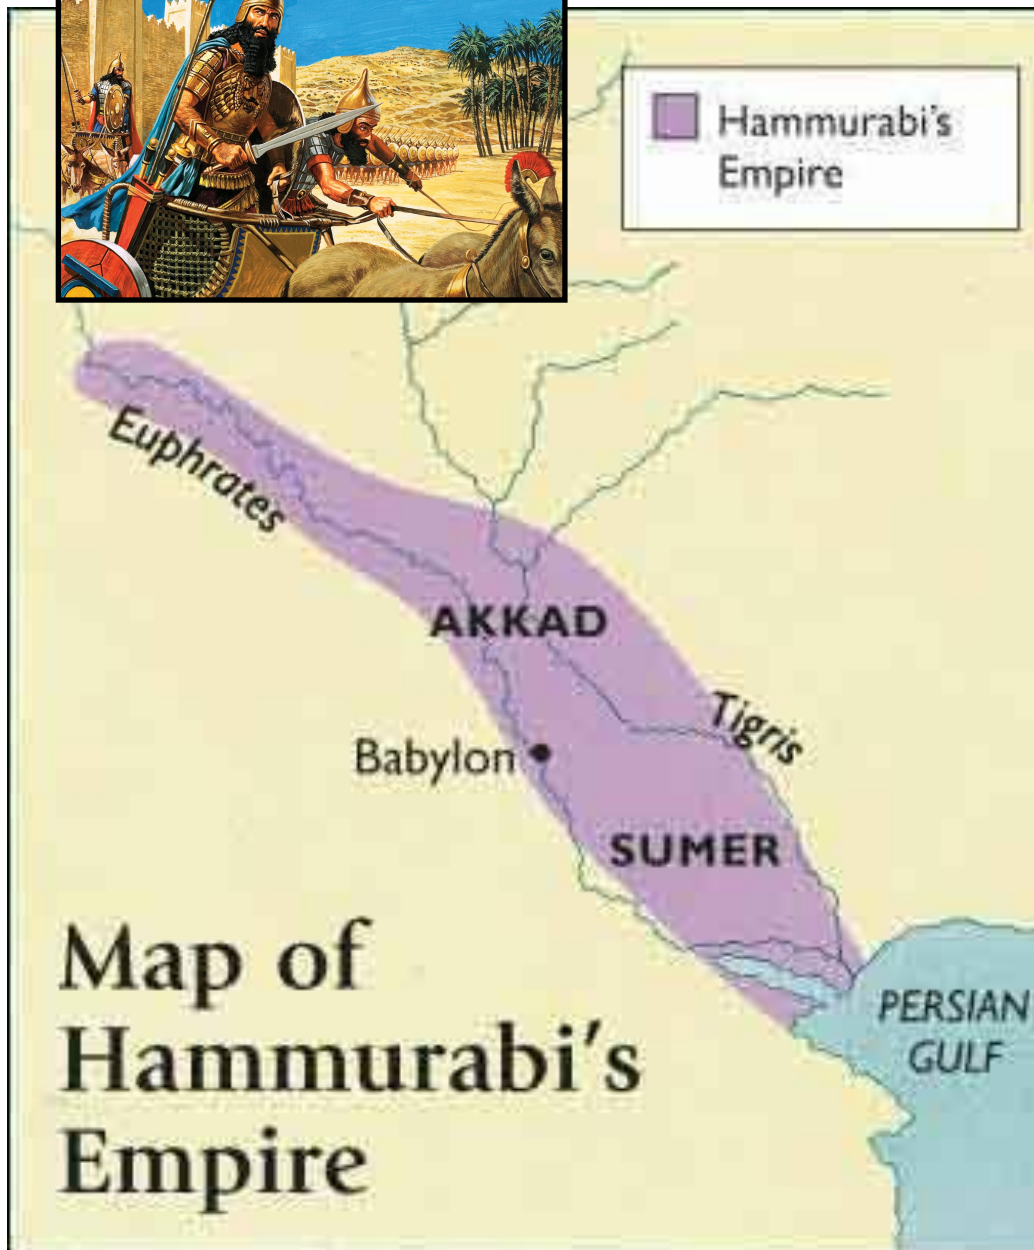 Hammurabi's
Empire
Euphrates
AKKAD
Tigris
Babylon
SUMER
Map of
Hammurabi's
Empire
PERSIAN
GULF